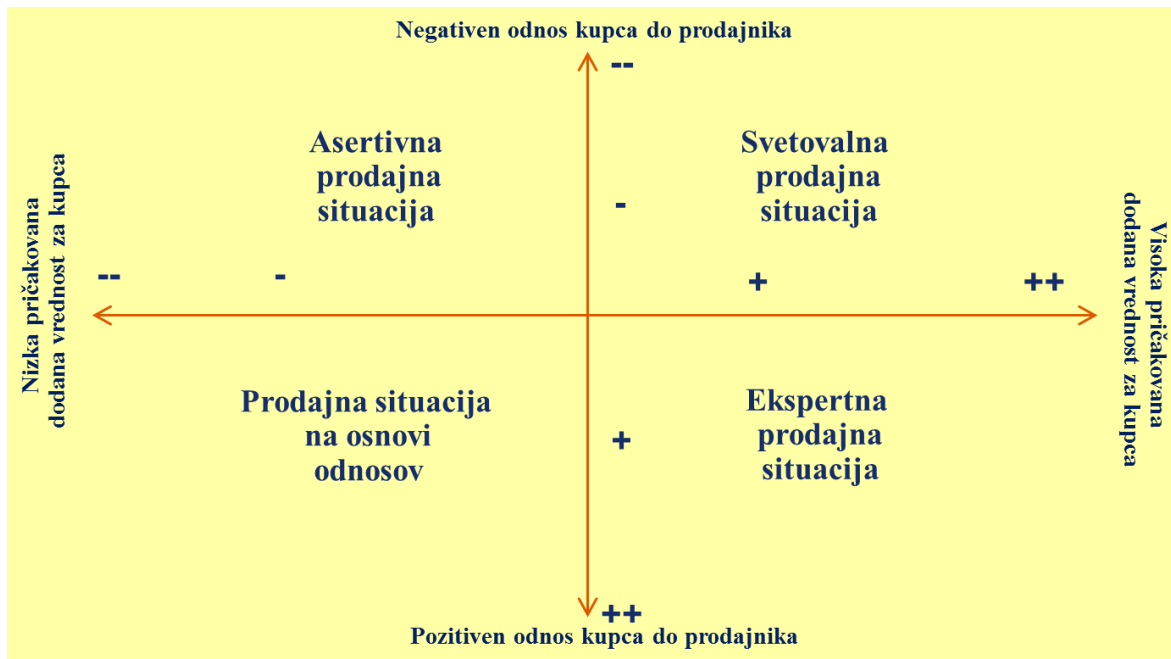 Negativen odnos kupca do prodajnika
--
Asertivna
prodajna
situacija
Svetovalna
prodajna
situacija
-
Nizka pričakovana
dodana vrednost za kupca
--
-
+
++
Visoka pričakovana
dodana vrednost za kupca
Prodajna situacija
na osnovi
odnosov
+
Ekspertna
prodajna
situacija
++
Pozitiven odnos kupca do prodajnika